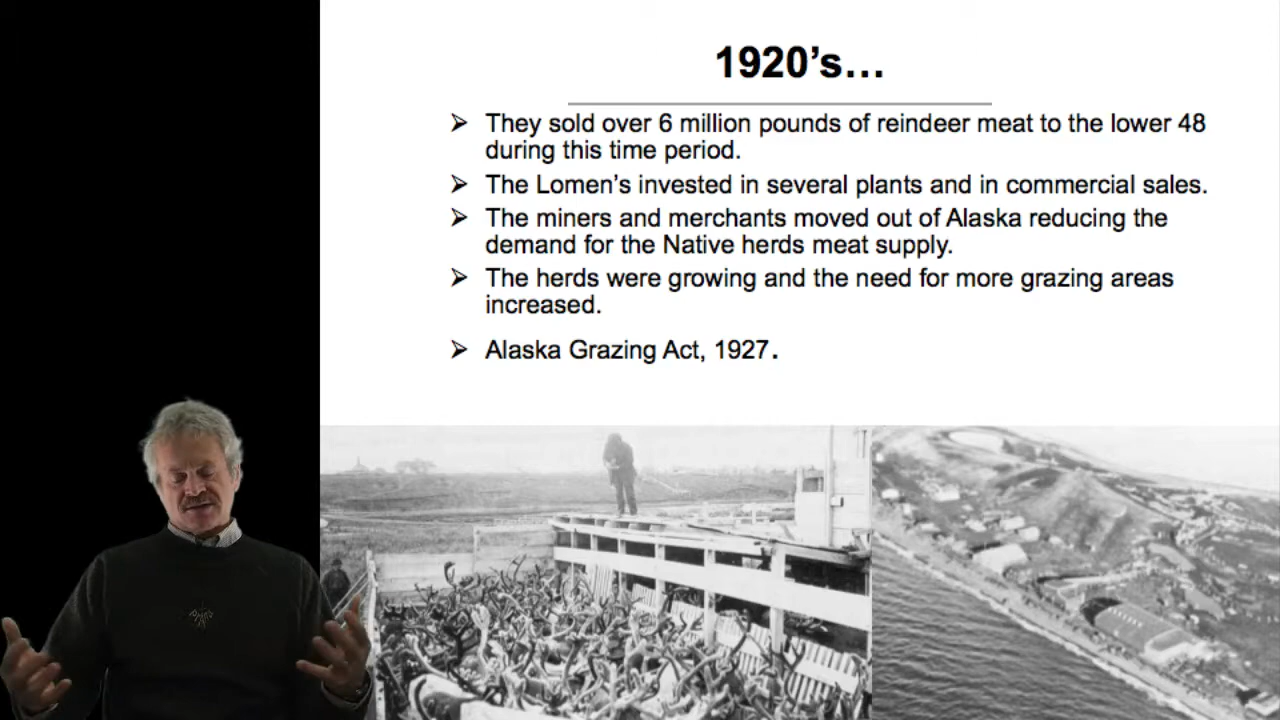 1920’s…
➢ They sold over 6 million pounds of reindeer meat to the lower 48
during this time period.
➢ The Lomen’s invested in several plants and in commercial sales.
➢ The miners and merchants moved out of Alaska reducing the
demand for the Native herds meat supply.
➢ The herds were growing and the need for more grazing areas
increased.
➢ Alaska Grazing Act, 1927.